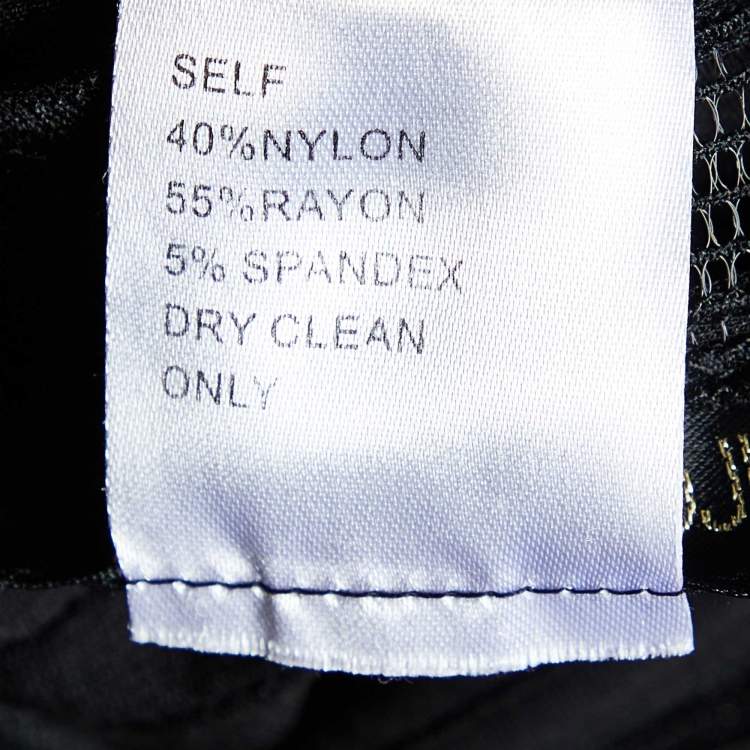 SELF
40%NYLON
55%RAYON
5% SPANDEX
DRY CLEAN
ONLY